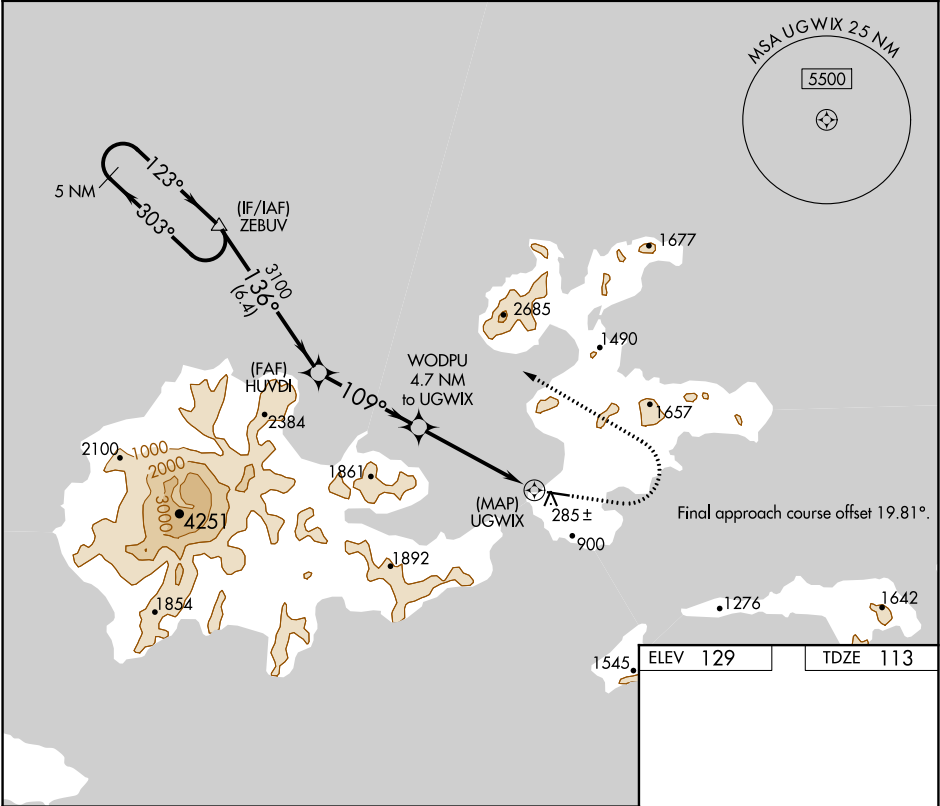 MSA UGWIX 25 NM
5500
5 NM
123°
303°
(IF/IAF)
ZEBUV
3100
136°
(6.4)
(FAF)
HUVDI
109°
WODPU
4.7 NM
to UGWIX
(MAP)
UGWIX
285±
900
1677
2685
1490
1657
2384
2100
1000
2000
3000
4251
1861
1892
1854
Final approach course offset 19.81°.
1276
1642
1545
ELEV 129
TDZE 113